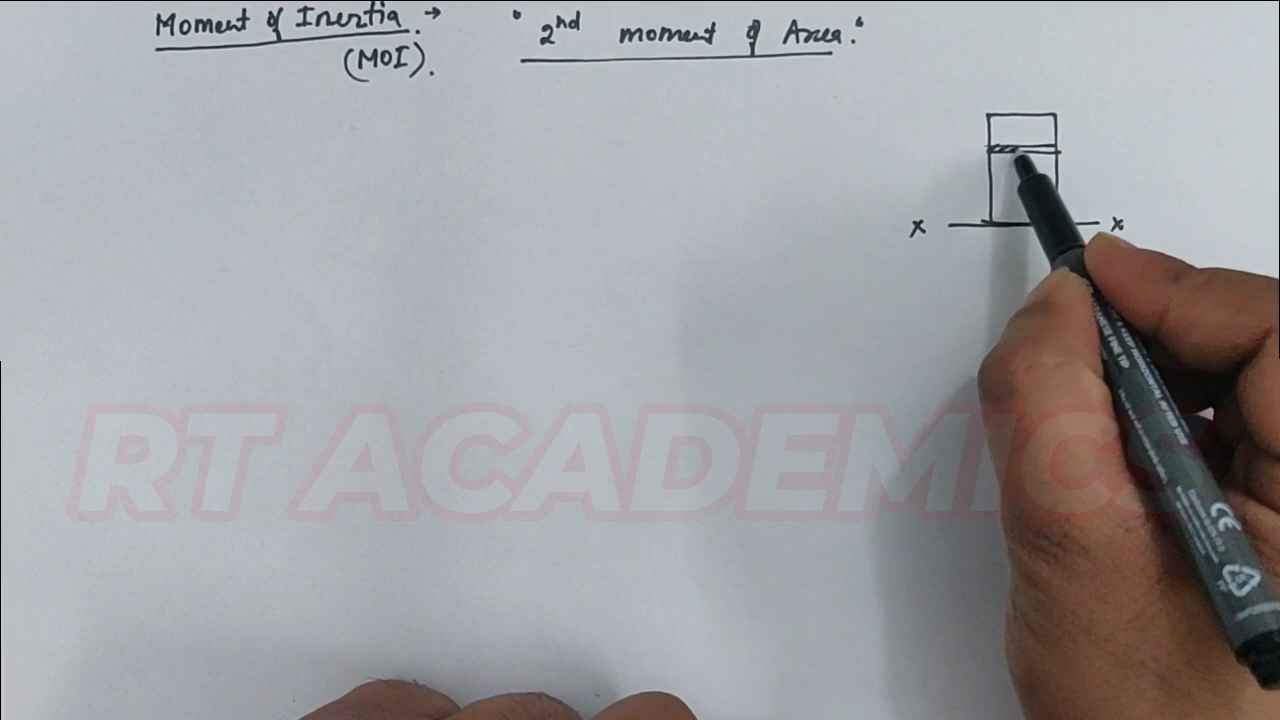 Moment of Inertia. → "2nd moment of Area."
(MOI).
x x
RT ACADEMICS